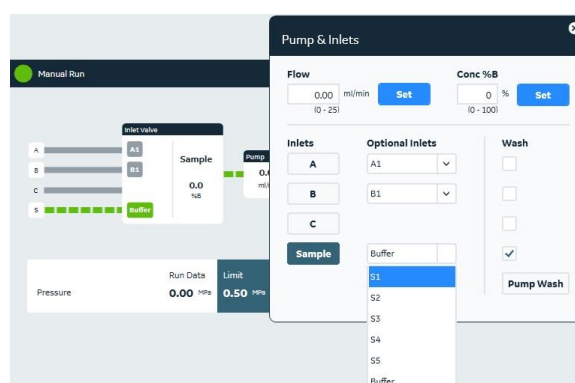 Manual Run
Inlet Valve
A
A1
B
B1
C
S
Buffer
Sample
0.0
%B
Pump
Pressure
Run Data
0.00 MPa
Limit
0.50 MPa
Pump & Inlets
Flow
0.00 ml/min Set
(0 - 25)
Conc %B
0 % Set
(0 - 100)
Inlets Optional Inlets Wash
A A1
B B1
C
Sample Buffer
S1
S2
S3
S4
S5
Buffer
Pump Wash